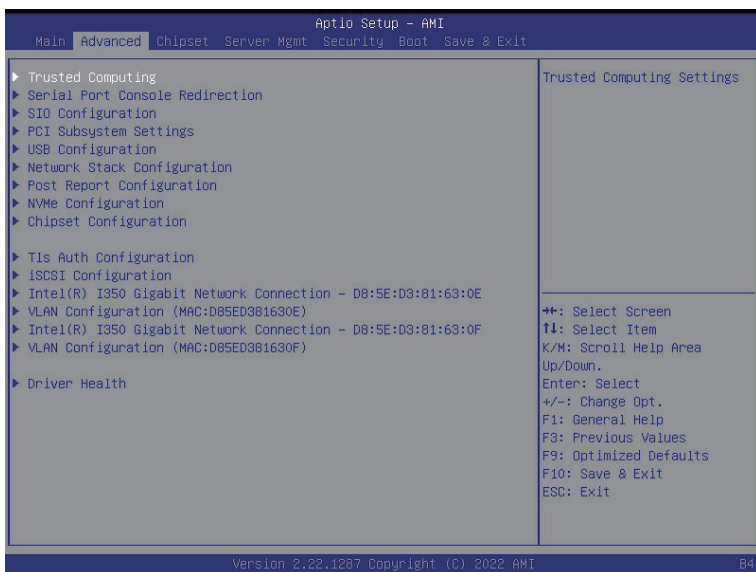 Aptio Setup – AMI
Main Advanced Chipset Server Mgmt Security Boot Save & Exit
Trusted Computing
Serial Port Console Redirection
SIO Configuration
PCI Subsystem Settings
USB Configuration
Network Stack Configuration
Post Report Configuration
NVMe Configuration
Chipset Configuration
Tls Auth Configuration
iSCSI Configuration
Intel(R) I350 Gigabit Network Connection – D8:5E:D3:81:63:0E
VLAN Configuration (MAC:D85ED381630E)
Intel(R) I350 Gigabit Network Connection – D8:5E:D3:81:63:0F
VLAN Configuration (MAC:D85ED381630F)
Driver Health
Trusted Computing Settings
→←: Select Screen
↑↓: Select Item
K/M: Scroll Help Area
Up/Down.
Enter: Select
+/-: Change Opt.
F1: General Help
F3: Previous Values
F9: Optimized Defaults
F10: Save & Exit
ESC: Exit
Version 2.22.1287 Copyright (C) 2022 AMI
B4